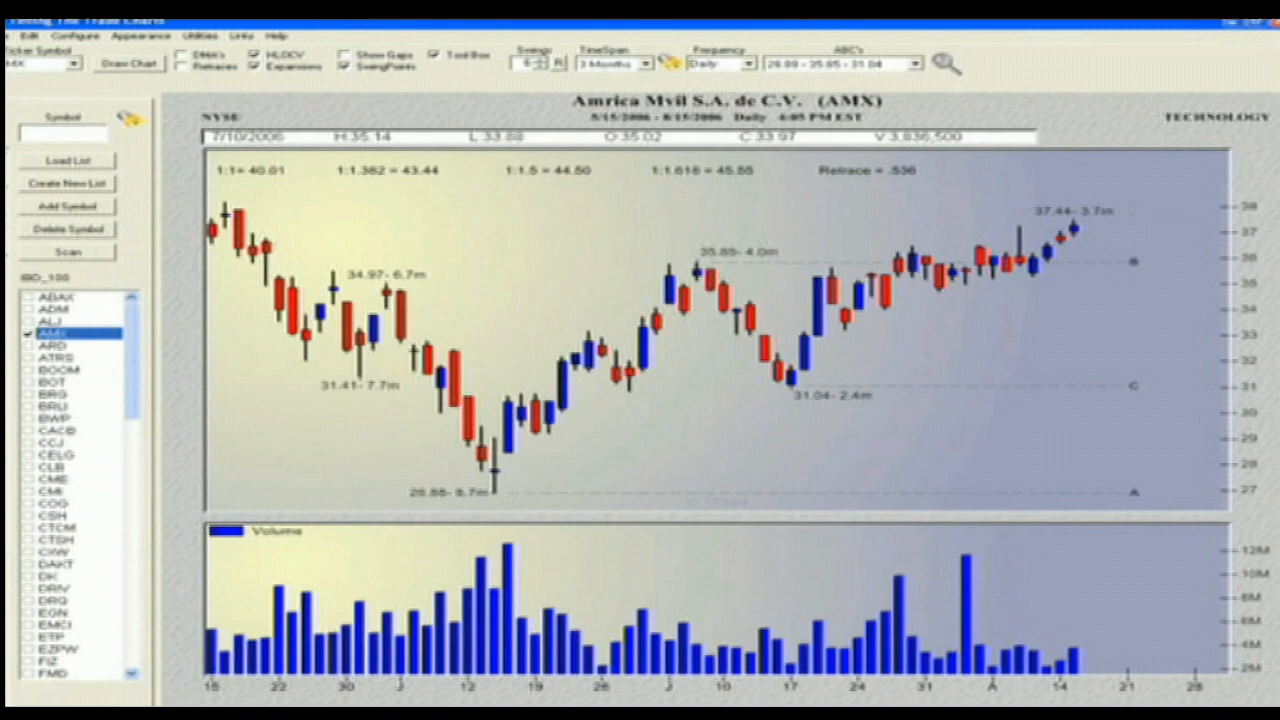 Edit Configure Appearance Utilities Links Help
Ticker Symbol
Draw Chart
DMA's
Retraces
HLOCV
Expansions
Show Gaps
SwingPoints
Tool Box
Swings
6
TimeSpan
3 Months
Frequency
Daily
ABC's
26.88 - 35.85 - 31.04
Symbol
Load List
Create New List
Add Symbol
Delete Symbol
Scan
IBD_100
ABAX
ADM
ALJ
AMX
ARD
ATRS
BOOM
BOT
BRG
BRLI
BWP
CACB
CCJ
CELG
CLB
CME
CMI
COG
CSH
CTCM
CTSH
CXW
DAKT
DK
DRIV
DRQ
EGN
EMCI
ETP
EZPW
FIZ
FMD
Amrica Mvil S.A. de C.V. (AMX)
NYSE
5/15/2006 - 8/15/2006 Daily 4:05 PM EST
TECHNOLOGY
7/10/2006 H:35.14 L:33.88 O:35.02 C:33.97 V:3,836,500
1:1= 40.01 1:1.382 = 43.44 1:1.5 = 44.50 1:1.618 = 45.55 Retrace = .536
37.44- 3.7m
35.85- 4.0m
34.97- 6.7m
31.41- 7.7m
31.04- 2.4m
26.88- 8.7m
B
C
A
38
37
36
35
34
33
32
31
30
29
28
27
Volume
12M
10M
8M
6M
4M
2M
15 22 30 J 12 19 26 J 10 17 24 31 A 14 21 28